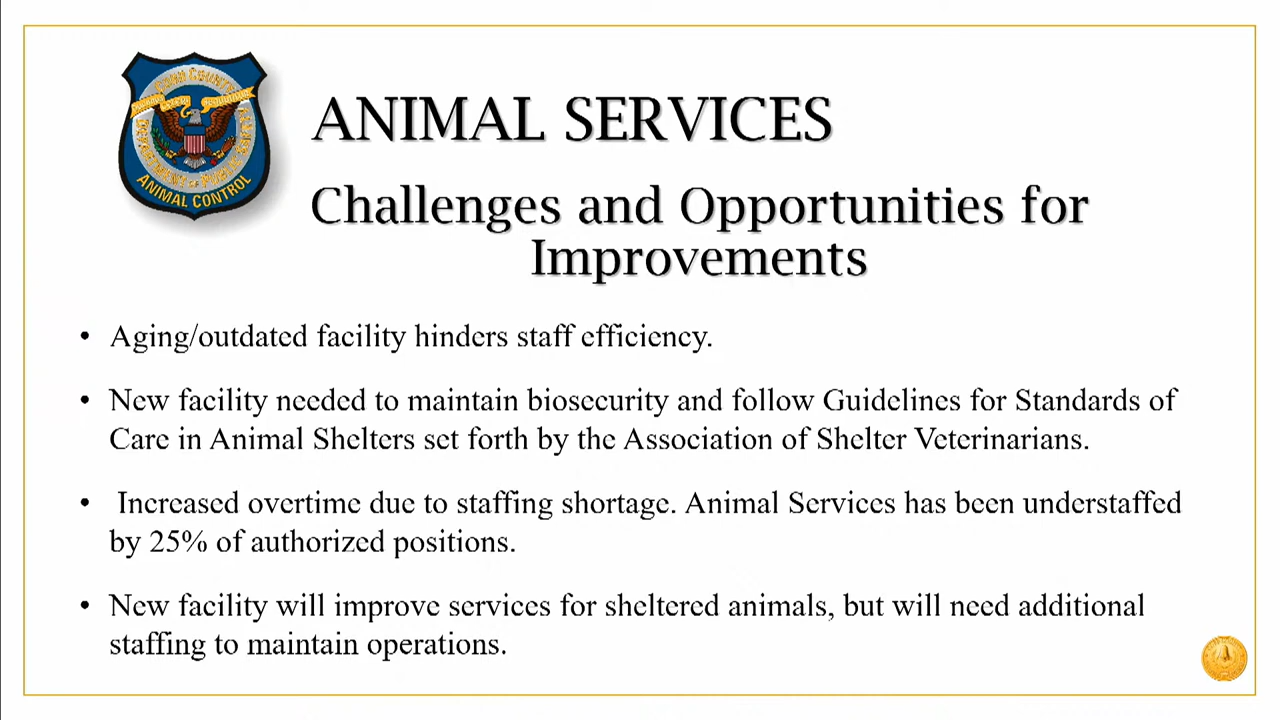 ANIMAL CONTROL
ANIMAL SERVICES
Challenges and Opportunities for
Improvements
• Aging/outdated facility hinders staff efficiency.
• New facility needed to maintain biosecurity and follow Guidelines for Standards of
Care in Animal Shelters set forth by the Association of Shelter Veterinarians.
• Increased overtime due to staffing shortage. Animal Services has been understaffed
by 25% of authorized positions.
• New facility will improve services for sheltered animals, but will need additional
staffing to maintain operations.